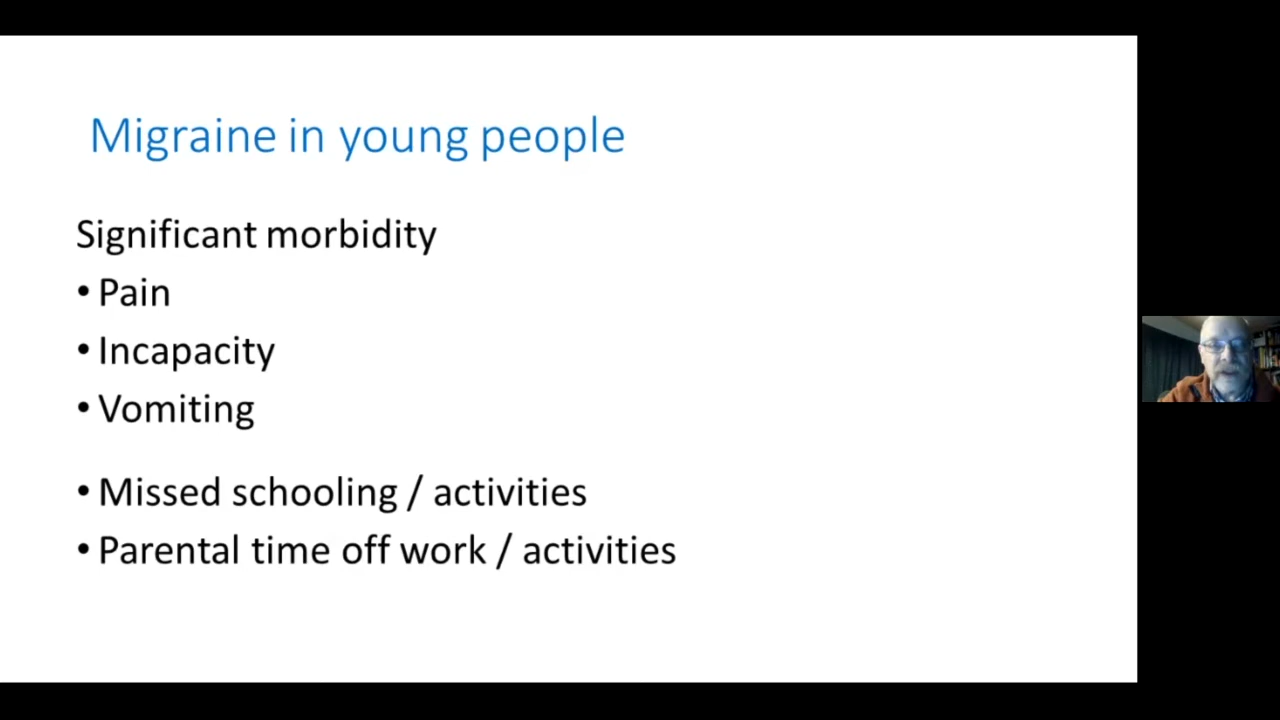 Migraine in young people
Significant morbidity
• Pain
• Incapacity
• Vomiting
• Missed schooling / activities
• Parental time off work / activities